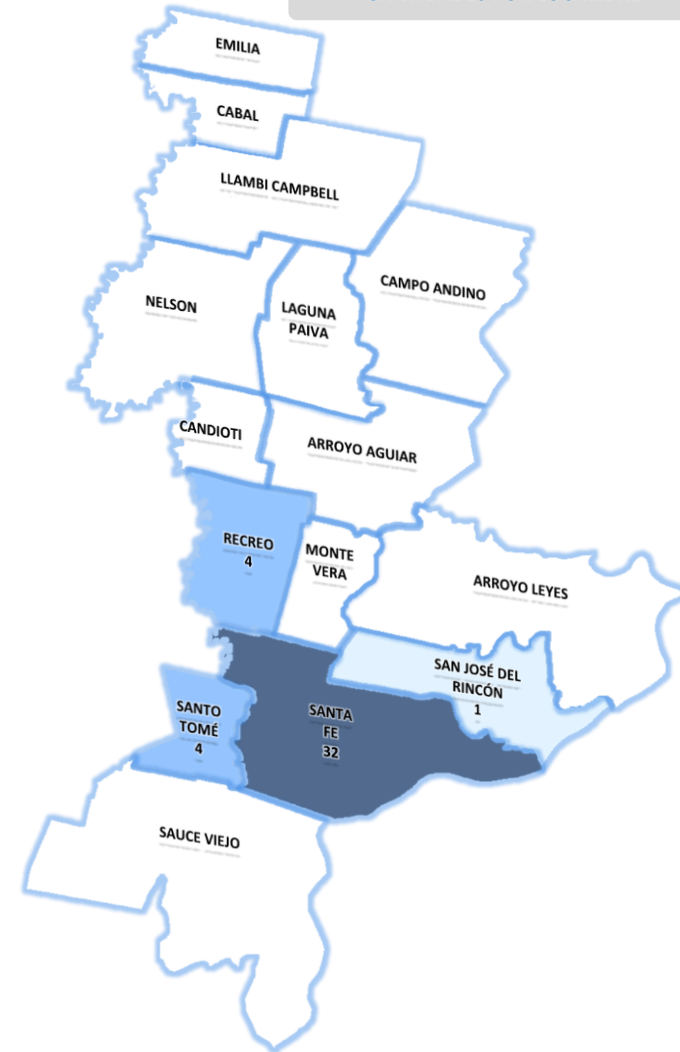 EMILIA
CABAL
LLAMBI CAMPBELL
CAMPO ANDINO
NELSON
LAGUNA
PAIVA
CANDIOTI
ARROYO AGUIAR
RECREO
4
MONTE
VERA
ARROYO LEYES
SAN JOSÉ DEL
RINCÓN
1
SANTO
TOMÉ
4
SANTA
FE
32
SAUCE VIEJO